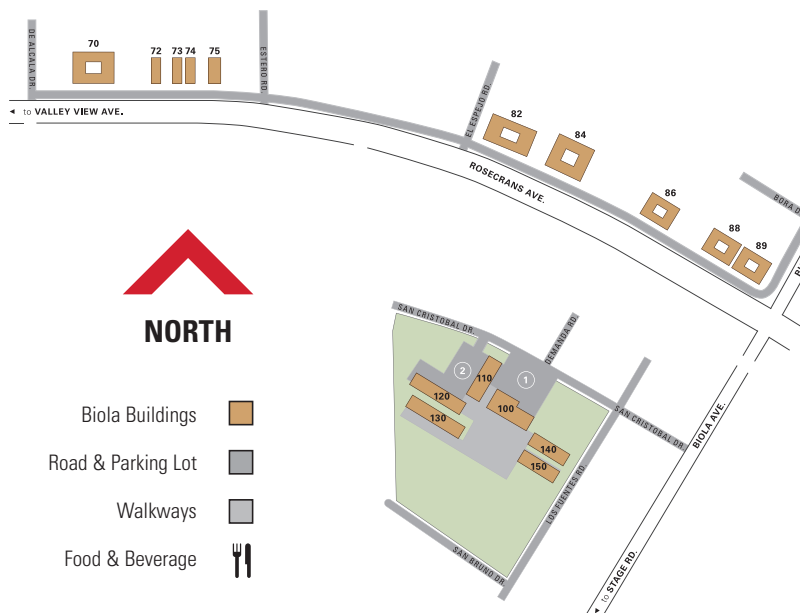 70
72
73
74
75
DE ALCALA DR.
ESTERO RD.
to VALLEY VIEW AVE.
EL ESPEJO RD.
82
84
ROSECRANS AVE.
86
88
89
NORTH
SAN CRISTOBAL DR.
DEMANDA RD.
2
110
1
120
100
130
140
150
SAN CRISTOBAL DR.
BIOLA AVE.
LOS FUENTES RD.
SAN BRUNO DR.
to STAGE RD.
Biola Buildings
Road & Parking Lot
Walkways
Food & Beverage